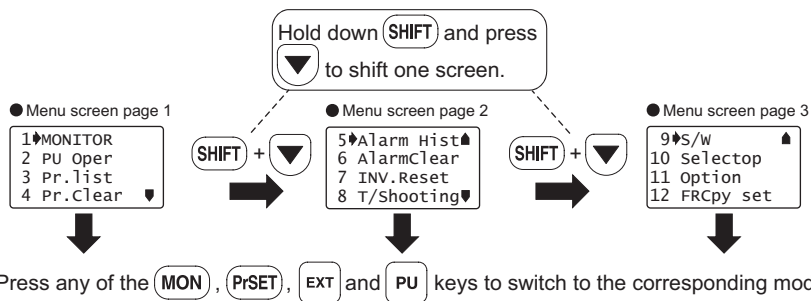 Hold down SHIFT and press
▼ to shift one screen.
● Menu screen page 1
1 MONITOR
2 PU Oper
3 Pr.list
4 Pr.Clear
SHIFT + ▼
● Menu screen page 2
5 Alarm Hist
6 AlarmClear
7 INV.Reset
8 T/Shooting
SHIFT + ▼
● Menu screen page 3
9 S/W
10 Selectop
11 Option
12 FRCpy set
Press any of the MON , PrSET , EXT and PU keys to switch to the corresponding mod